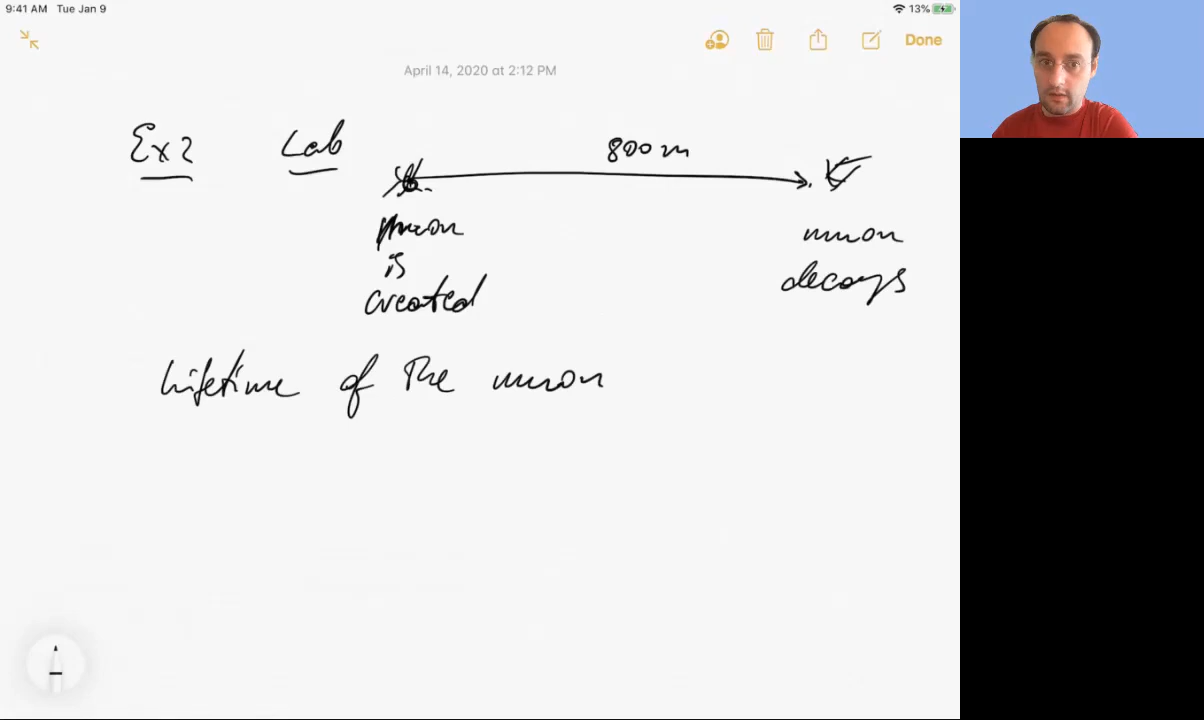 9:41 AM Tue Jan 9 13%
Done
April 14, 2020 at 2:12 PM
Ex 2 Lab 800 m
muon
is
created
muon
decays
Lifetime of the muon